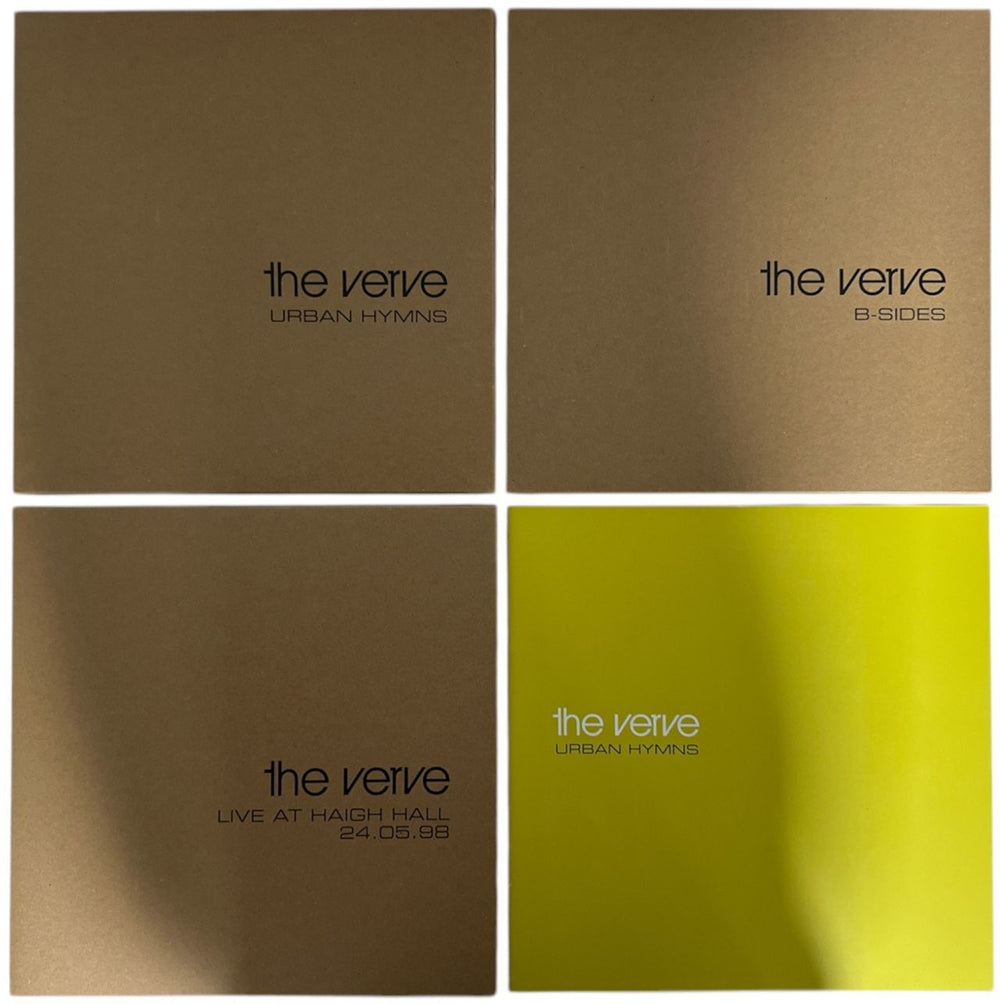 the verve
URBAN HYMNS
the verve
B-SIDES
the verve
LIVE AT HAIGH HALL
24.05.98
the verve
URBAN HYMNS